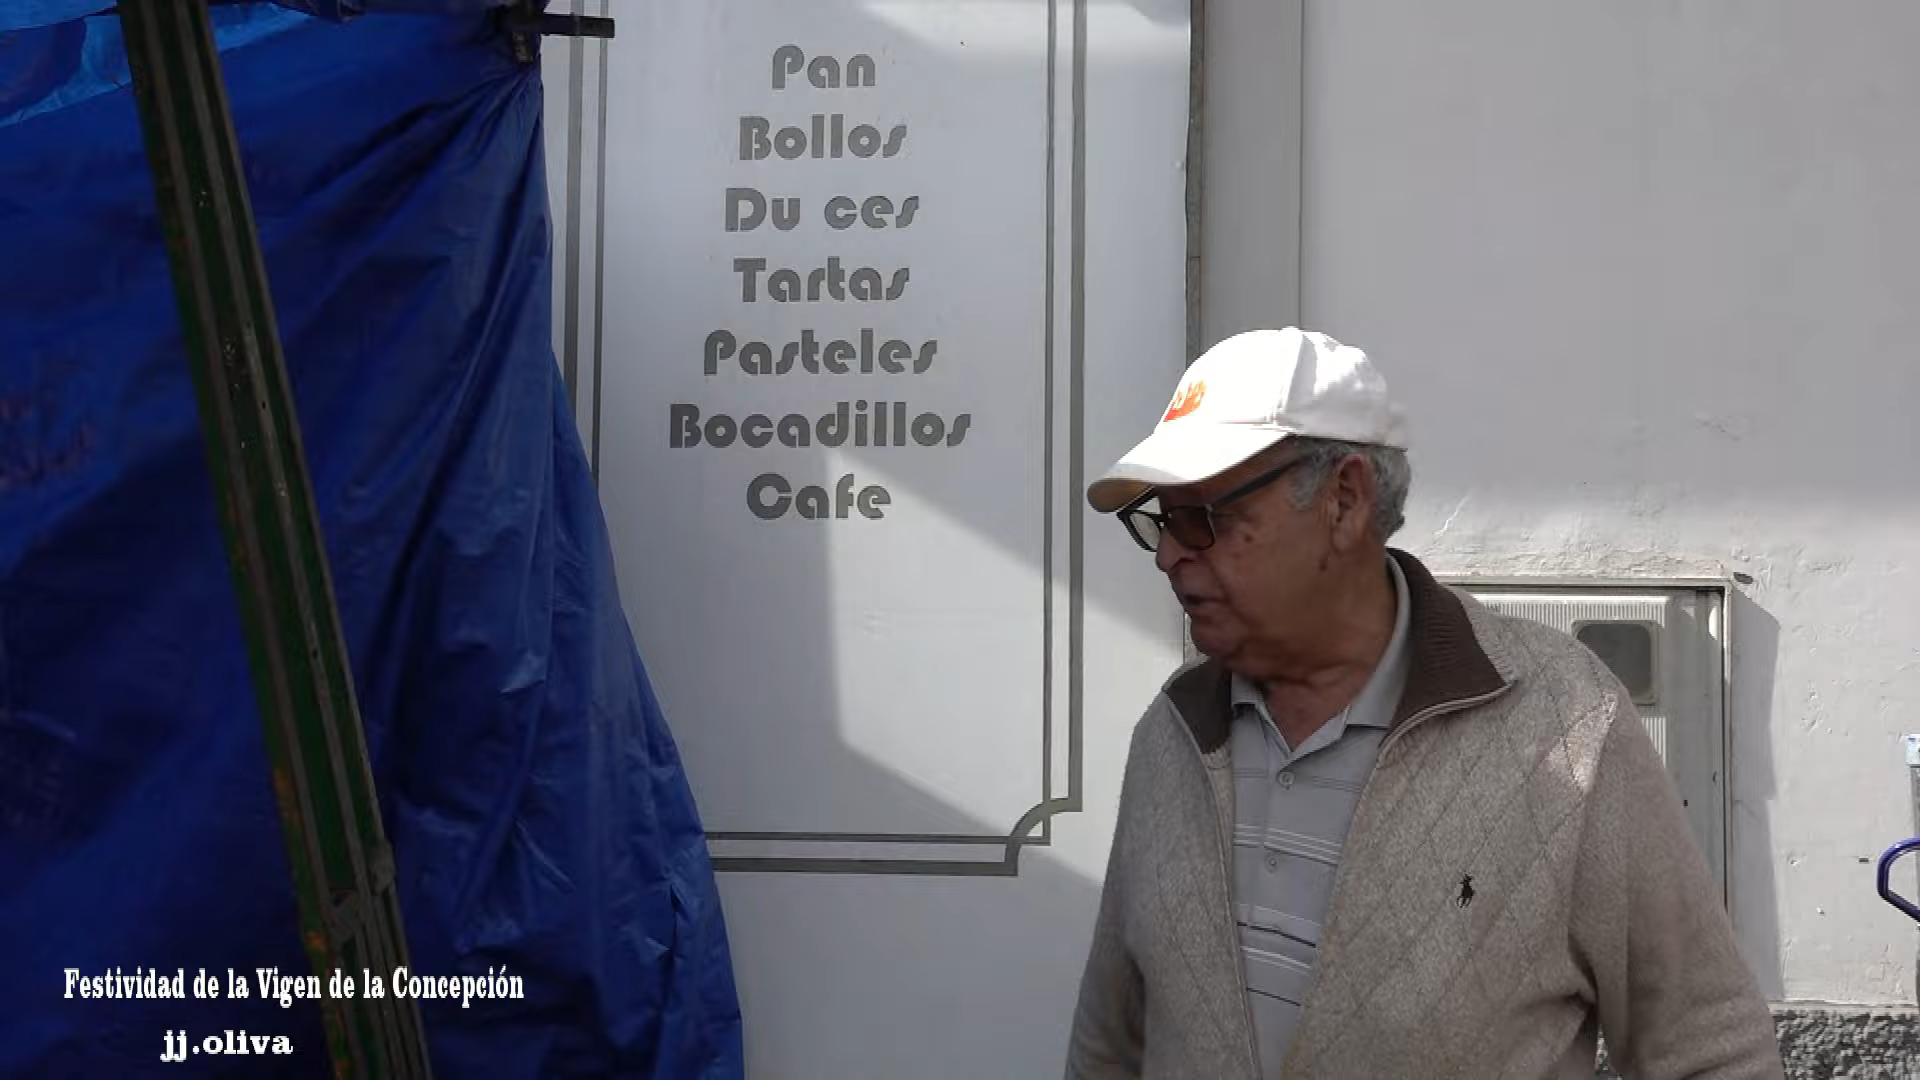 Pan
Bollos
Du ces
Tartas
Pasteles
Bocadillos
Cafe
Festividad de la Vigen de la Concepción
jj.oliva